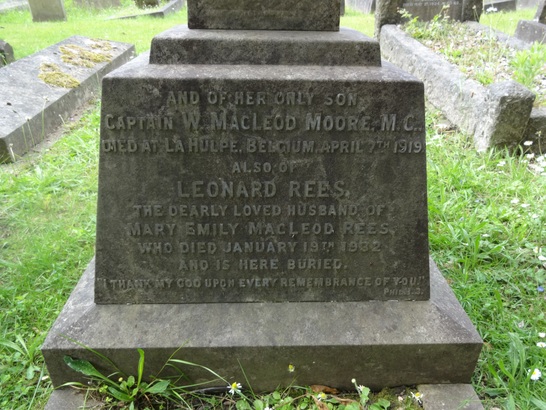 AND OF HER ONLY SON
CAPTAIN W. MACLEOD MOORE, M.C.
DIED AT LA HULPE, BELGIUM, APRIL 7TH 1919
ALSO OF
LEONARD REES.
THE DEARLY LOVED HUSBAND OF
MARY EMILY MACLEOD REES.
WHO DIED JANUARY 19TH 1932
AND IS HERE BURIED.
"I THANK MY GOD UPON EVERY REMEMBRANCE OF YOU."